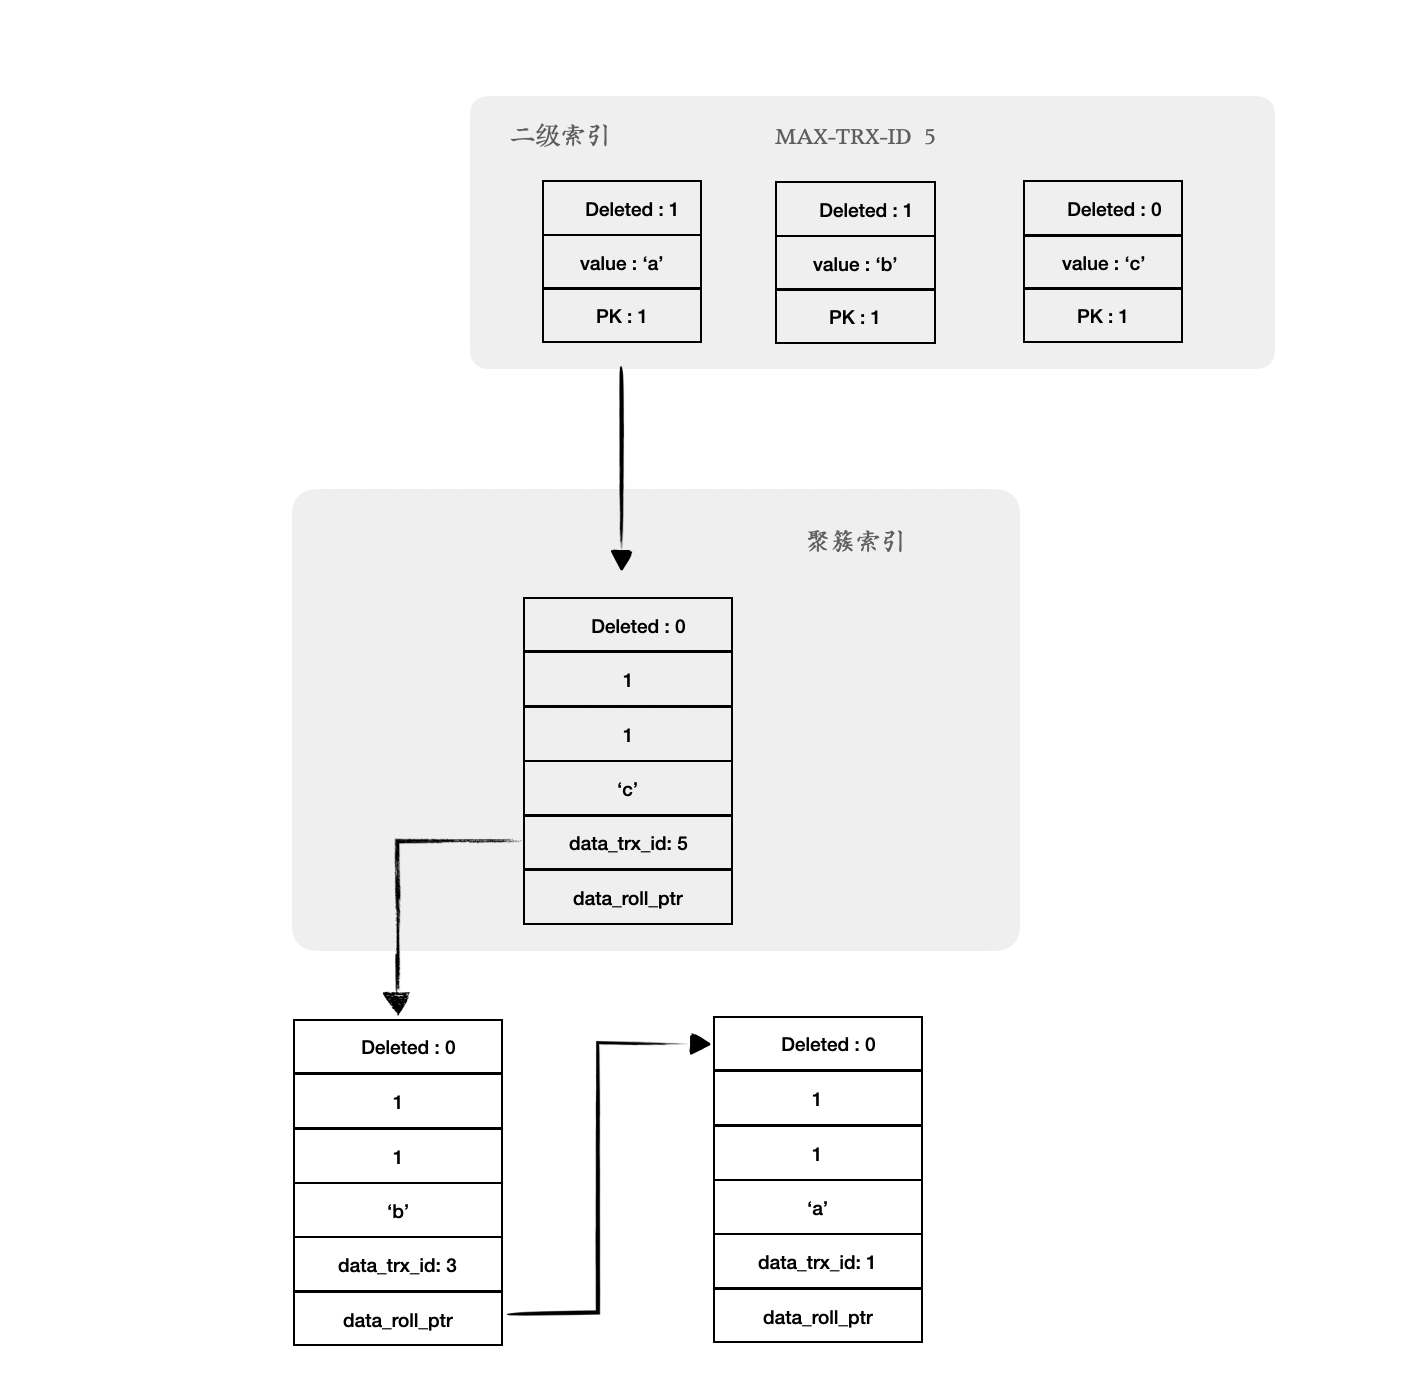 二级索引
MAX-TRX-ID 5
Deleted : 1
value : ‘a’
PK : 1
Deleted : 1
value : ‘b’
PK : 1
Deleted : 0
value : ‘c’
PK : 1
聚簇索引
Deleted : 0
1
1
‘c’
data_trx_id: 5
data_roll_ptr
Deleted : 0
1
1
‘b’
data_trx_id: 3
data_roll_ptr
Deleted : 0
1
1
‘a’
data_trx_id: 1
data_roll_ptr